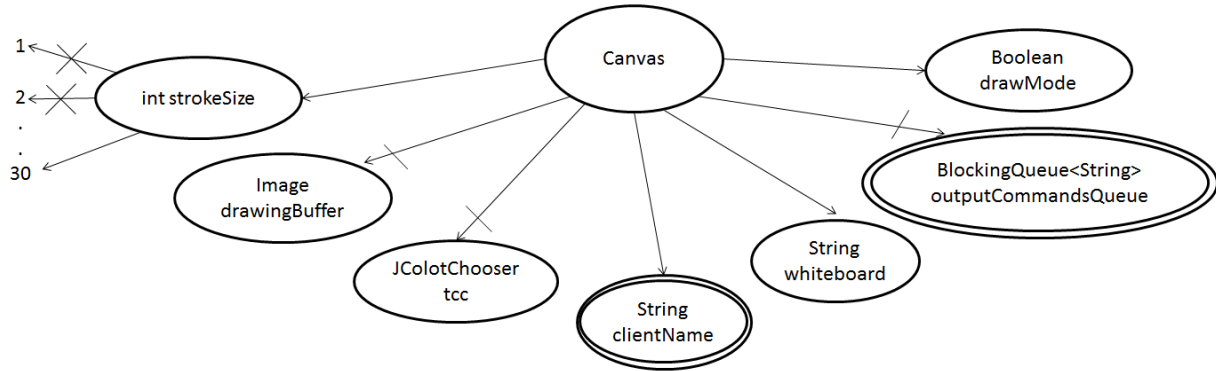 Canvas
Boolean
drawMode
1
2
.
.
30
int strokeSize
BlockingQueue<String>
outputCommandsQueue
Image
drawingBuffer
String
whiteboard
JColotChooser
tcc
String
clientName